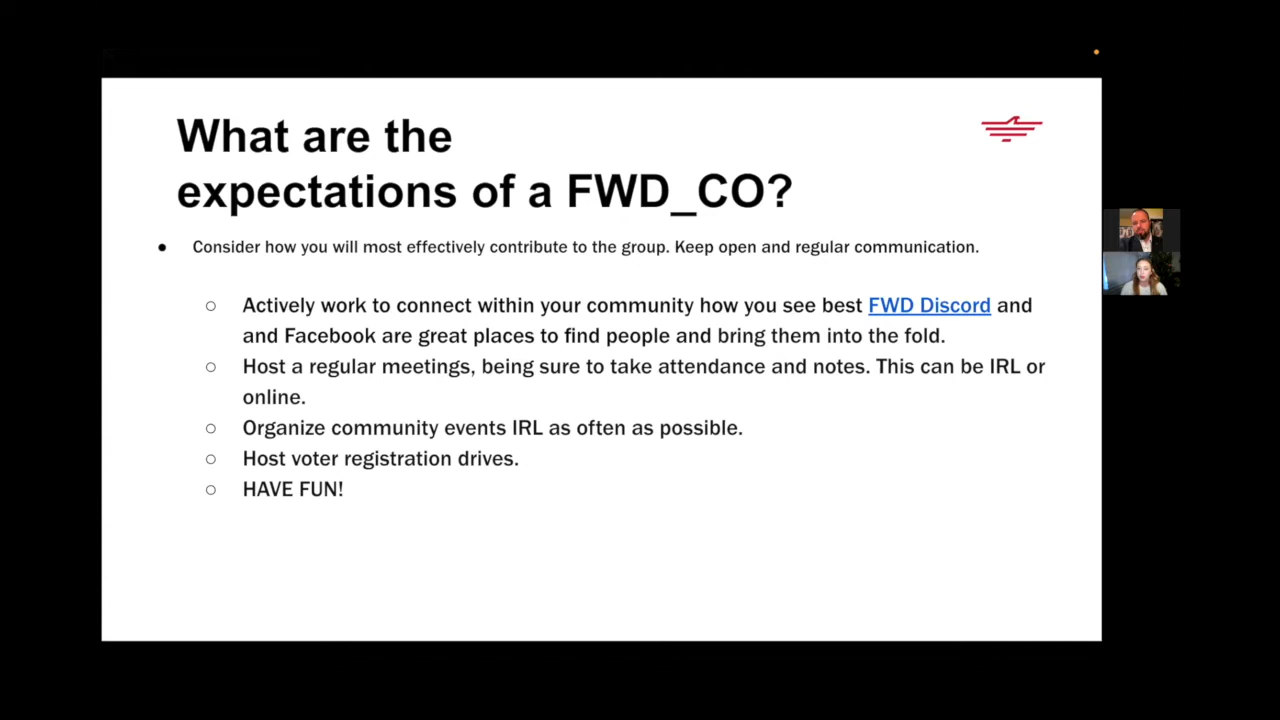 What are the
expectations of a FWD_CO?
● Consider how you will most effectively contribute to the group. Keep open and regular communication.
○ Actively work to connect within your community how you see best FWD Discord and
and Facebook are great places to find people and bring them into the fold.
○ Host a regular meetings, being sure to take attendance and notes. This can be IRL or
online.
○ Organize community events IRL as often as possible.
○ Host voter registration drives.
○ HAVE FUN!